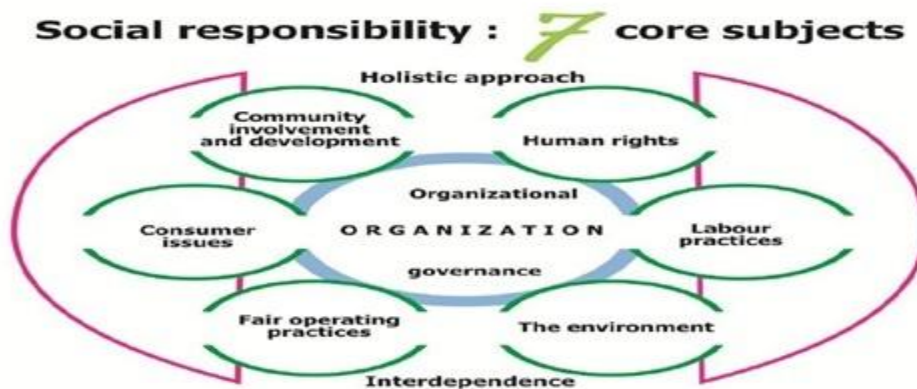 Social responsibility : 7 core subjects
Holistic approach
Community
involvement
and development
Human rights
Organizational
Consumer
issues
ORGANIZATION
Labour
practices
governance
Fair operating
practices
The environment
Interdependence